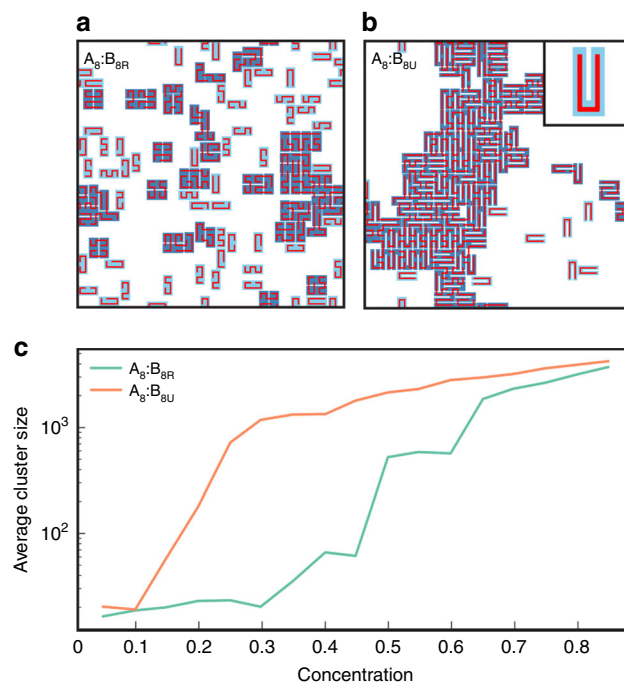 a
A₈:B₈R
b
A₈:B₈U
c
A₈:B₈R
A₈:B₈U
Average cluster size
10³
10²
0 0.1 0.2 0.3 0.4 0.5 0.6 0.7 0.8
Concentration